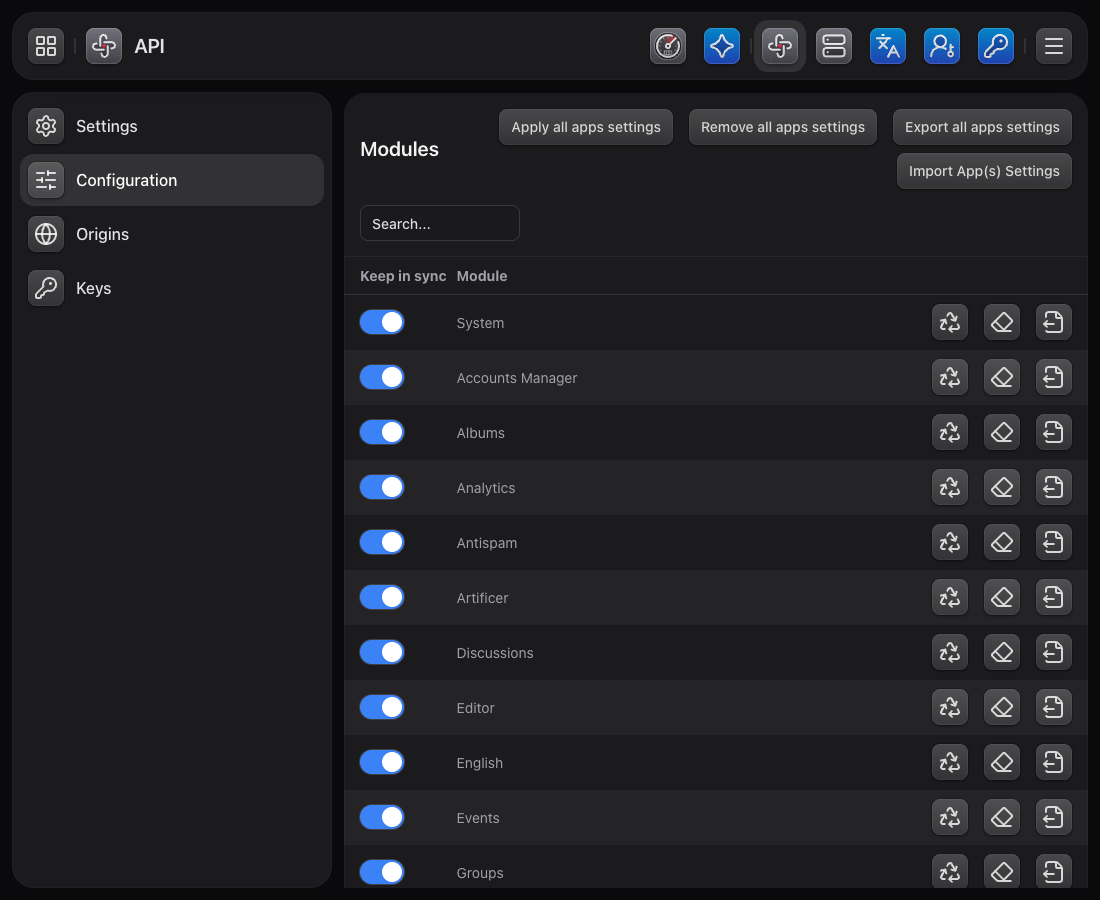 API
Settings
Configuration
Origins
Keys
Modules
Apply all apps settings
Remove all apps settings
Export all apps settings
Import App(s) Settings
Search...
Keep in sync Module
System
Accounts Manager
Albums
Analytics
Antispam
Artificer
Discussions
Editor
English
Events
Groups